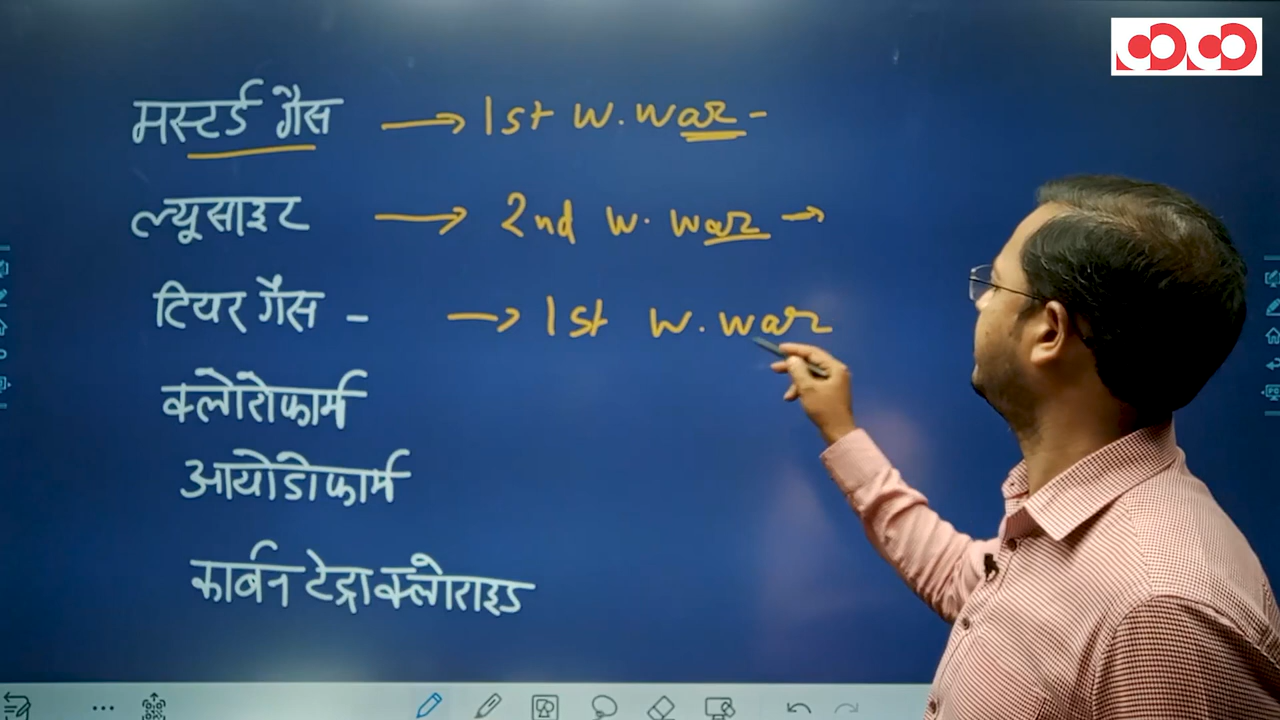 मस्टर्ड गैस → 1st w. war -
ल्यूसाइट → 2nd w. war →
टियर गैस - → 1st w. war
क्लोरोफार्म
आयोडोफार्म
कार्बन टेट्राक्लोराइड